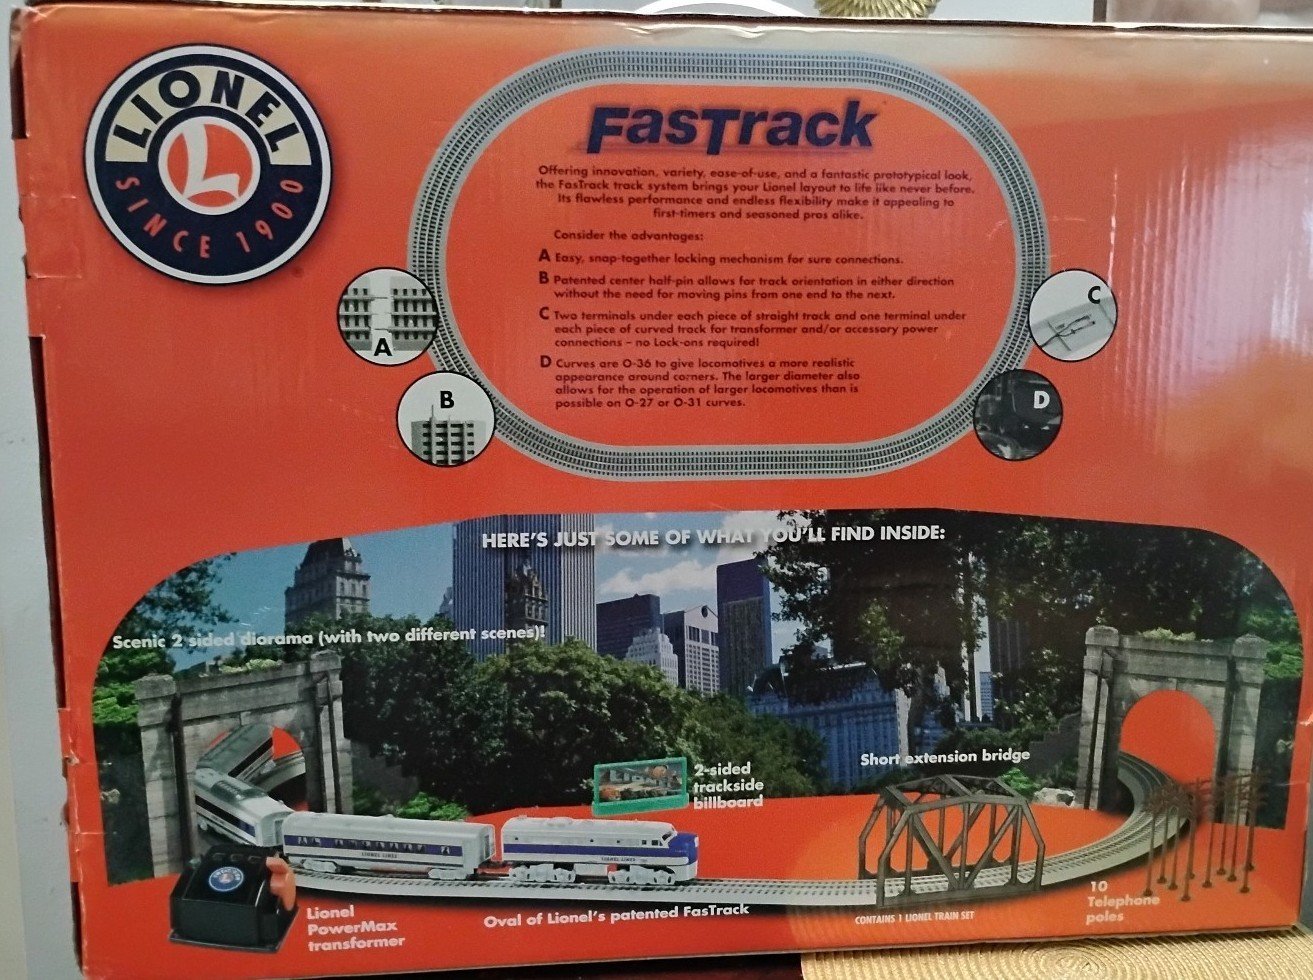 LIONEL
L
SINCE 1900
FasTrack
Offering innovation, variety, ease-of-use, and a fantastic prototypical look,
the FasTrack track system brings your Lionel layout to life like never before.
Its flawless performance and endless flexibility make it appealing to
first-timers and seasoned pros alike.
Consider the advantages:
A Easy, snap-together locking mechanism for sure connections.
B Patented center half-pin allows for track orientation in either direction
without the need for moving pins from one end to the next.
C Two terminals under each piece of straight track and one terminal under
each piece of curved track for transformer and/or accessory power
connections – no Lock-ons required!
D Curves are O-36 to give locomotives a more realistic
appearance around corners. The larger diameter also
allows for the operation of larger locomotives than is
possible on O-27 or O-31 curves.
A
B
C
D
HERE'S JUST SOME OF WHAT YOU'LL FIND INSIDE:
Scenic 2 sided diorama (with two different scenes)!
2-sided
trackside
billboard
Short extension bridge
LIONEL LINES
LIONEL LINES
LIONEL
Lionel
PowerMax
transformer
Oval of Lionel's patented FasTrack
CONTAINS 1 LIONEL TRAIN SET
10
Telephone
poles